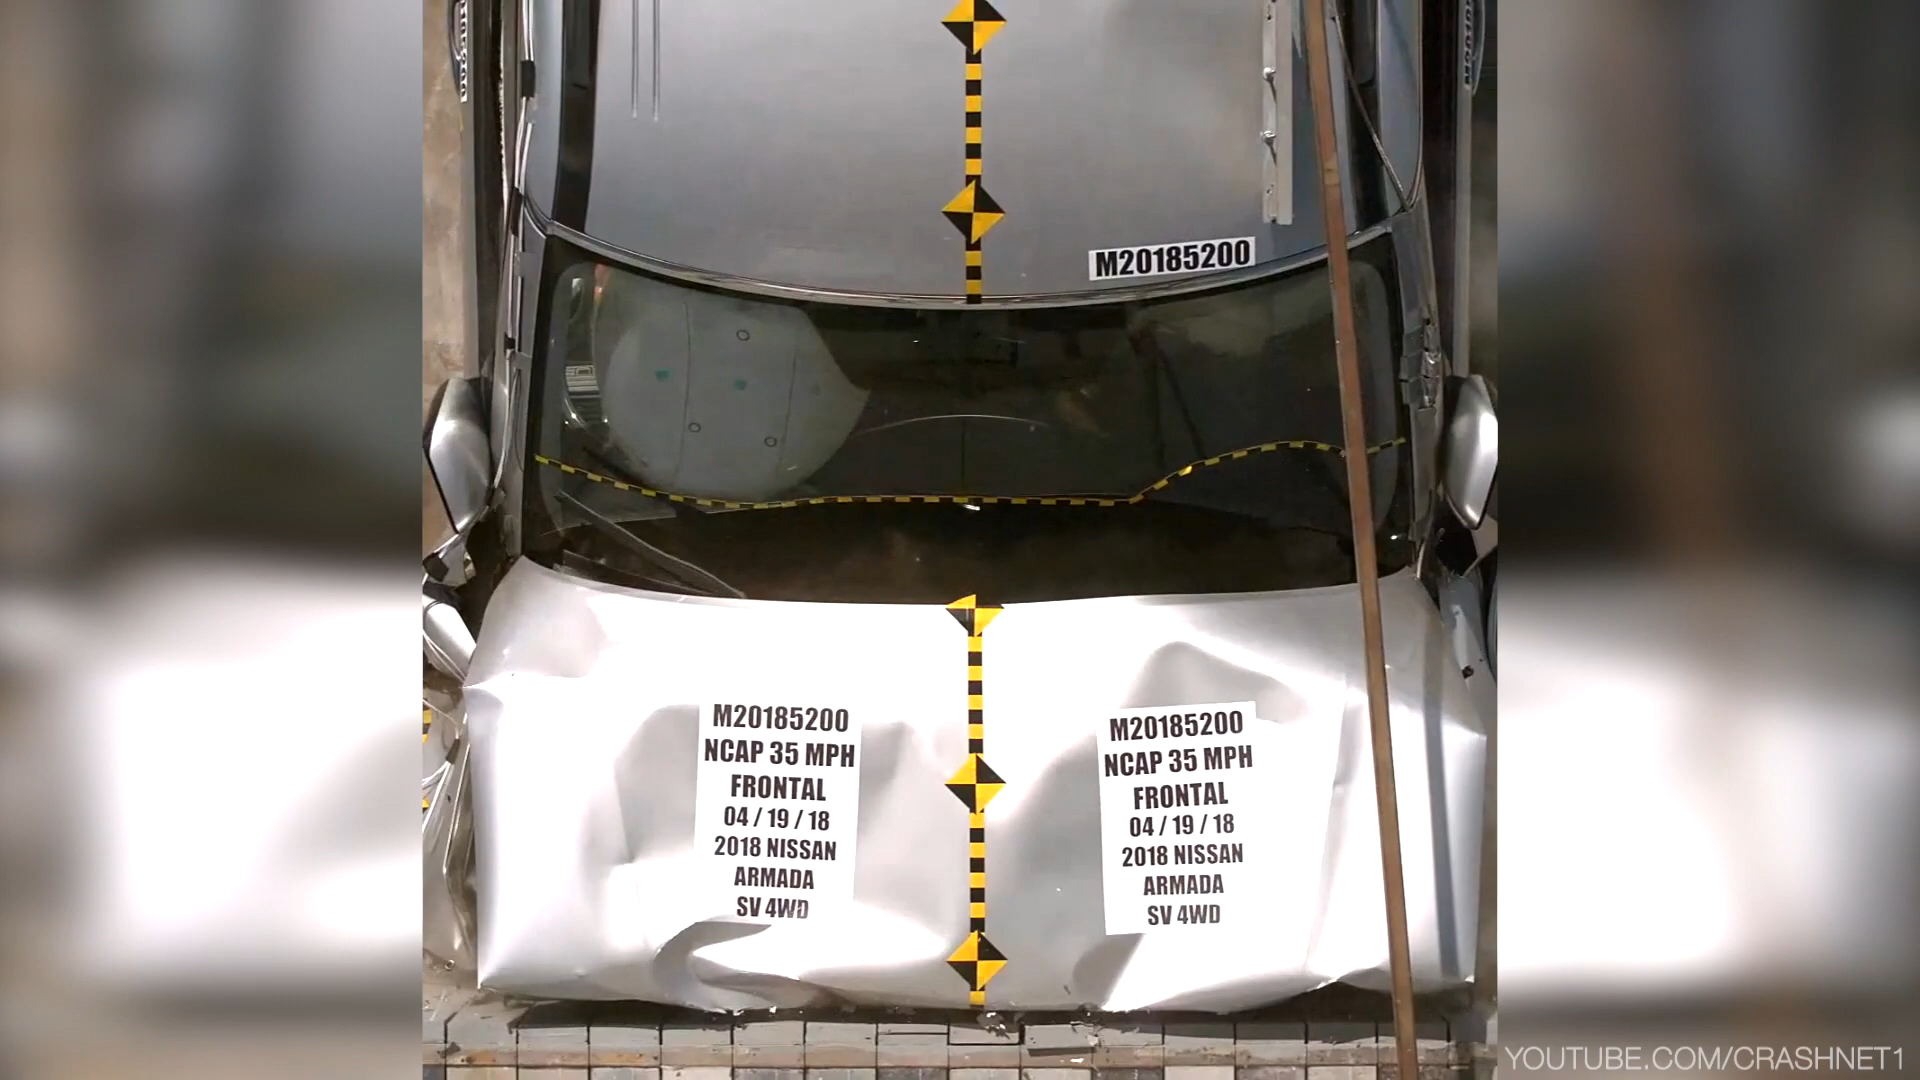 M20185200
M20185200
NCAP 35 MPH
FRONTAL
04 / 19 / 18
2018 NISSAN
ARMADA
SV 4WD
M20185200
NCAP 35 MPH
FRONTAL
04 / 19 / 18
2018 NISSAN
ARMADA
SV 4WD
YOUTUBE.COM/CRASHNET1